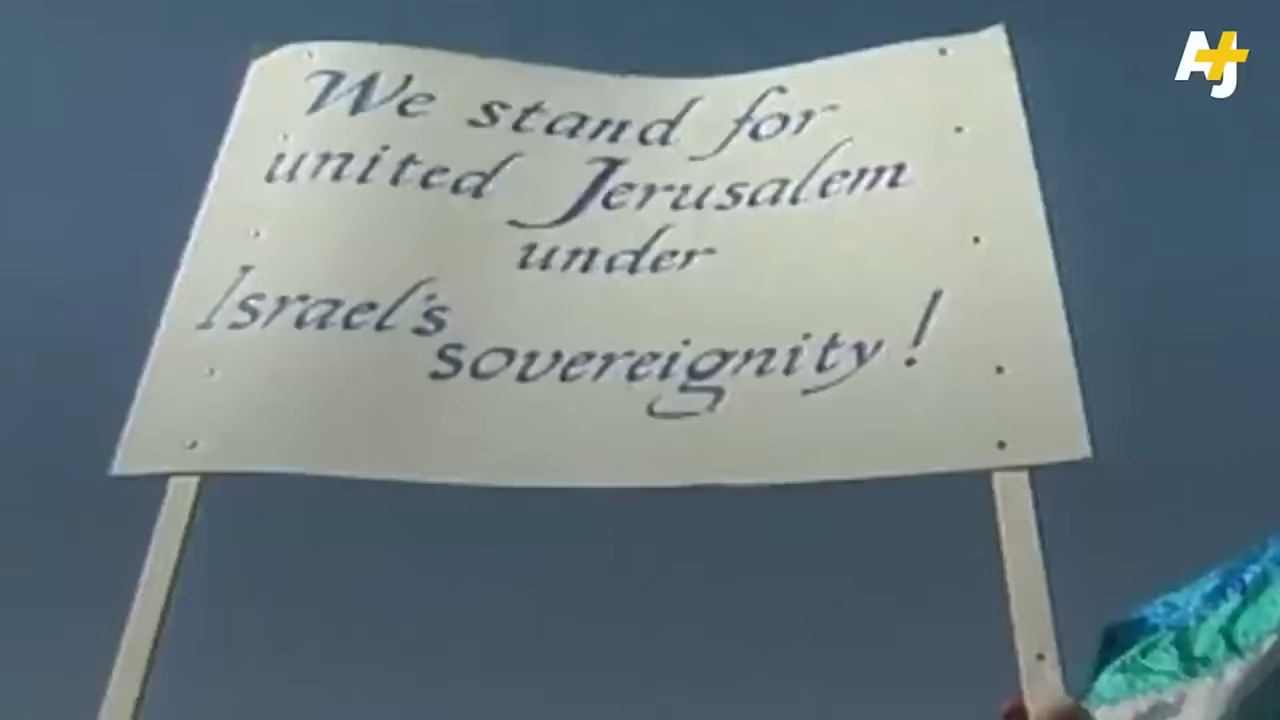 We stand for
united Jerusalem
under
Israel's
sovereignity!
AJ+